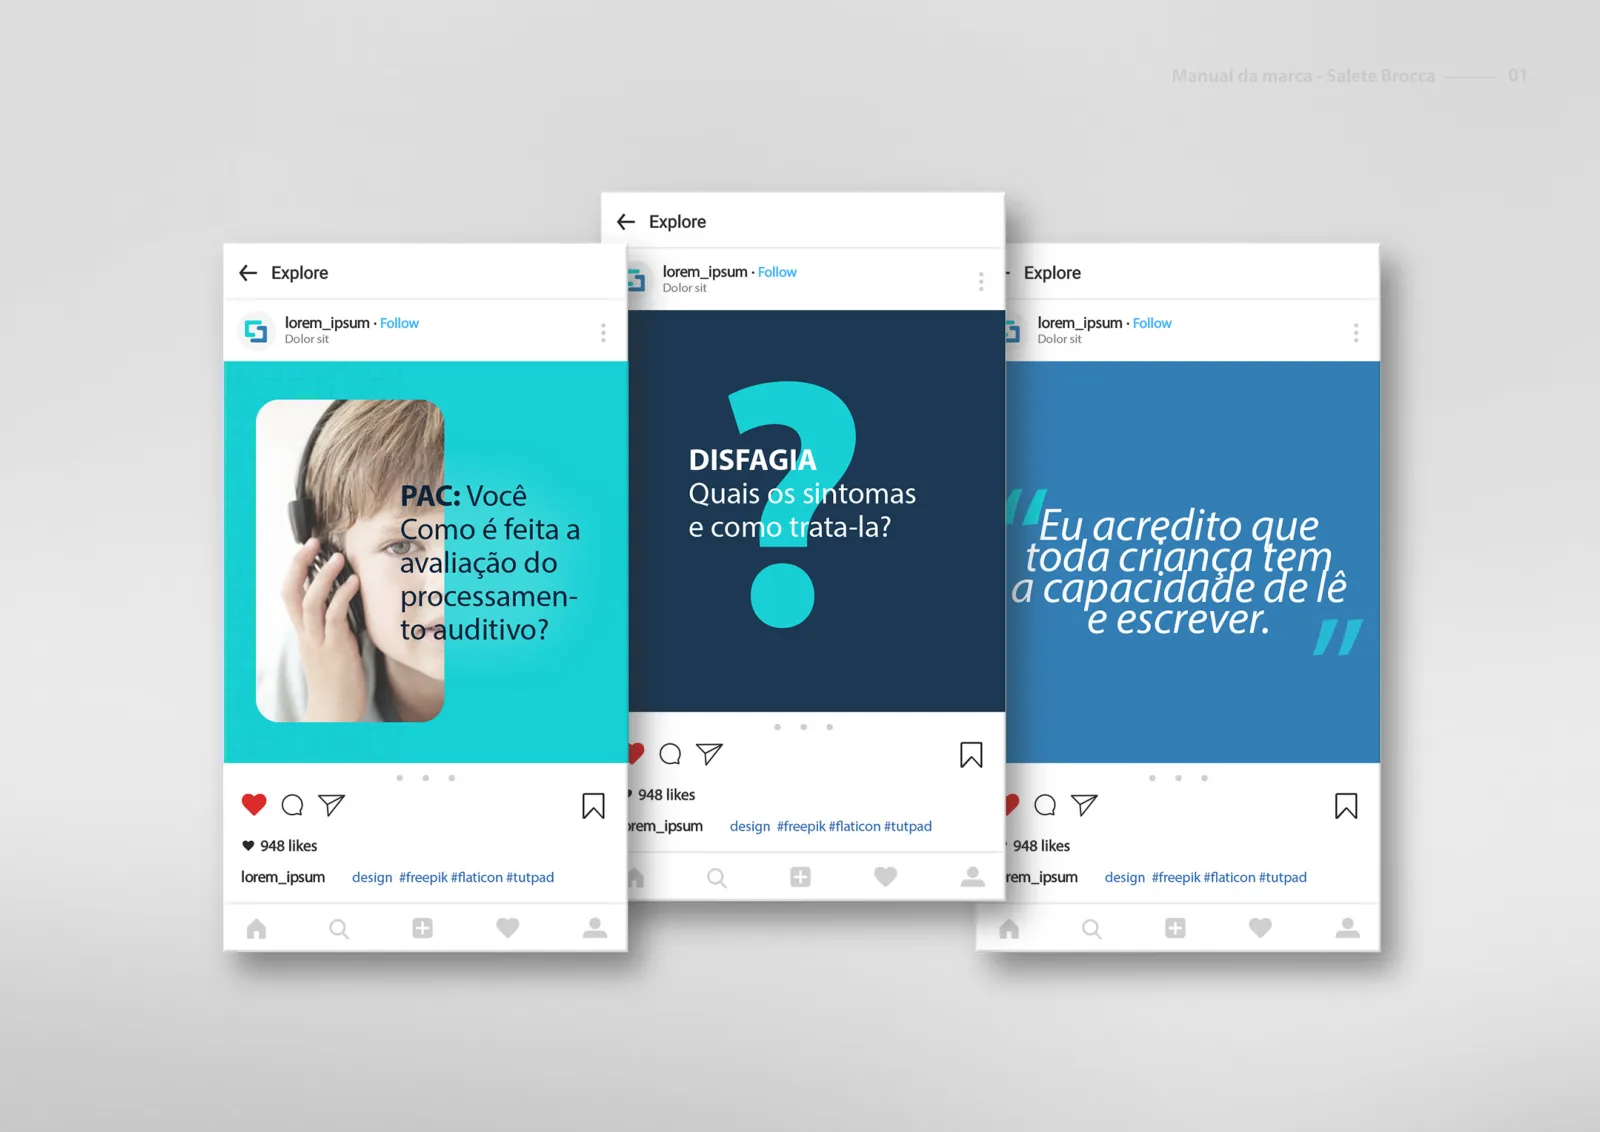 Manual da marca - Salete Brocca 01
Explore
lorem_ipsum · Follow
Dolor sit
PAC: Você
Como é feita a
avaliação do
processamen-
to auditivo?
948 likes
lorem_ipsum design #freepik #flaticon #tutpad
Explore
lorem_ipsum · Follow
Dolor sit
DISFAGIA
Quais os sintomas
e como trata-la?
948 likes
orem_ipsum design #freepik #flaticon #tutpad
Explore
lorem_ipsum · Follow
Dolor sit
"Eu acredito que
toda criança tem
a capacidade de lê
e escrever."
948 likes
rem_ipsum design #freepik #flaticon #tutpad